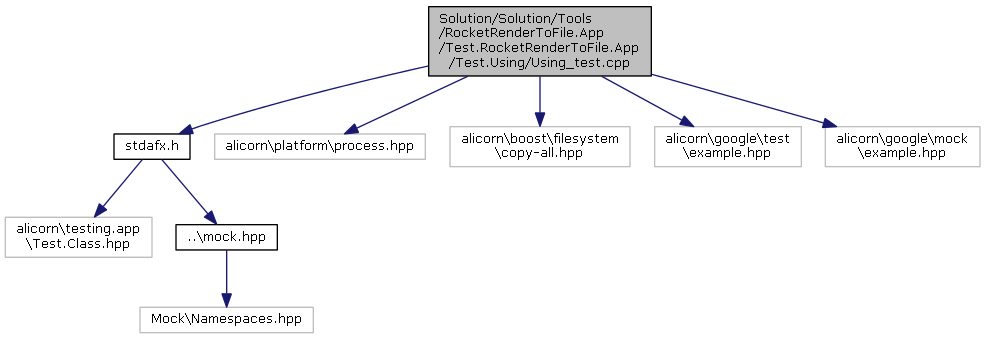 Solution/Solution/Tools
/RocketRenderToFile.App
/Test.RocketRenderToFile.App
/Test.Using/Using_test.cpp
stdafx.h
alicorn\platform\process.hpp
alicorn\boost\filesystem
\copy-all.hpp
alicorn\google\test
\example.hpp
alicorn\google\mock
\example.hpp
alicorn\testing.app
\Test.Class.hpp
..\mock.hpp
Mock\Namespaces.hpp